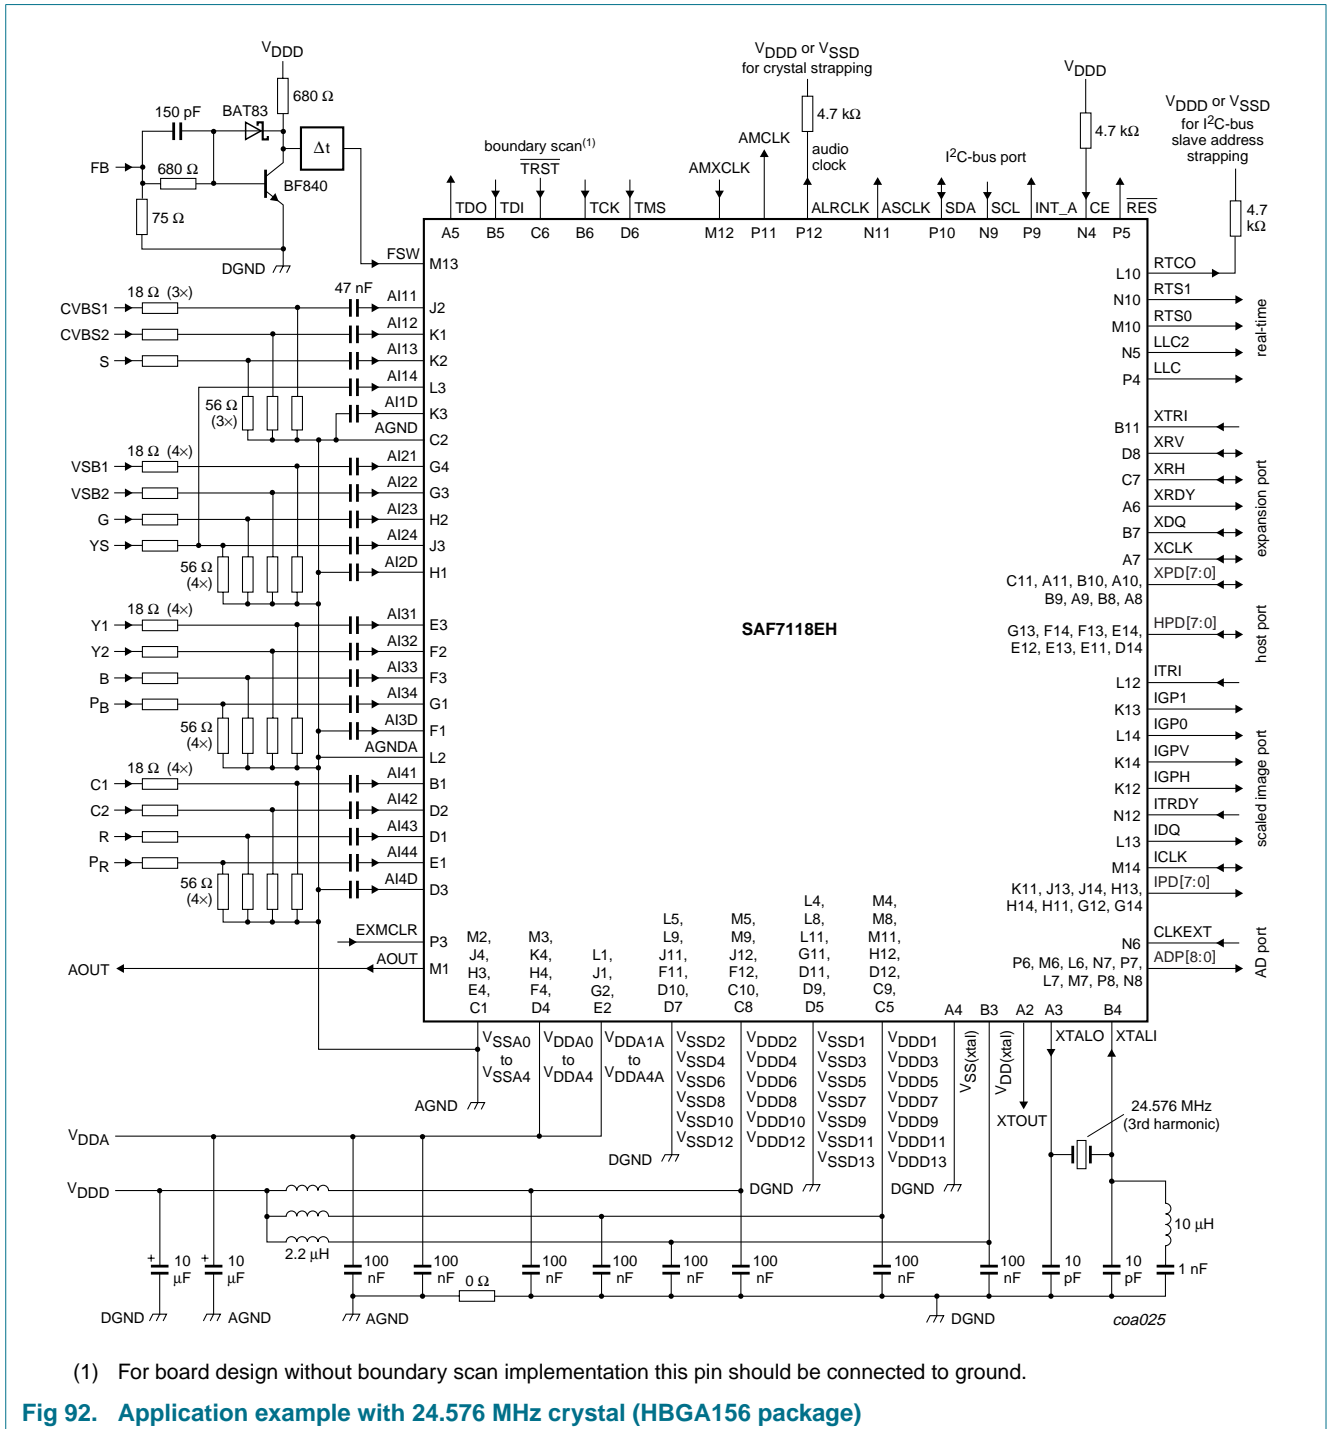 VDDD
680 Ω
150 pF
BAT83
Δt
FB
680 Ω
BF840
75 Ω
DGND
boundary scan(1)
TRST
TDO
TDI
TCK
TMS
A5
B5
C6
B6
D6
VDDD or VSSD
for crystal strapping
4.7 kΩ
AMCLK
audio
clock
AMXCLK
ALRCLK
ASCLK
M12
P11
P12
N11
I2C-bus port
SDA
SCL
INT_A
P10
N9
P9
VDDD
4.7 kΩ
CE
RES
N4
P5
VDDD or VSSD
for I2C-bus
slave address
strapping
4.7
kΩ
FSW
M13
18 Ω (3×)
47 nF
CVBS1
AI11
J2
CVBS2
AI12
K1
S
AI13
K2
AI14
L3
56 Ω
(3×)
AI1D
K3
AGND
C2
18 Ω (4×)
VSB1
AI21
G4
VSB2
AI22
G3
G
AI23
H2
YS
AI24
J3
56 Ω
(4×)
AI2D
H1
18 Ω (4×)
Y1
AI31
E3
Y2
AI32
F2
B
AI33
F3
PB
AI34
G1
56 Ω
(4×)
AI3D
F1
AGNDA
L2
18 Ω (4×)
C1
AI41
B1
C2
AI42
D2
R
AI43
D1
PR
AI44
E1
56 Ω
(4×)
AI4D
D3
EXMCLR
P3
AOUT
AOUT
M1
SAF7118EH
L10
RTCO
N10
RTS1
M10
RTS0
N5
LLC2
P4
LLC
real-time
B11
XTRI
D8
XRV
C7
XRH
A6
XRDY
B7
XDQ
A7
XCLK
C11, A11, B10, A10,
B9, A9, B8, A8
XPD[7:0]
expansion port
G13, F14, F13, E14,
E12, E13, E11, D14
HPD[7:0]
host port
L12
ITRI
K13
IGP1
L14
IGP0
K14
IGPV
K12
IGPH
N12
ITRDY
L13
IDQ
M14
ICLK
K11, J13, J14, H13,
H14, H11, G12, G14
IPD[7:0]
scaled image port
N6
CLKEXT
P6, M6, L6, N7, P7,
L7, M7, P8, N8
ADP[8:0]
AD port
M2,
J4,
H3,
E4,
C1
M3,
K4,
H4,
F4,
D4
L1,
J1,
G2,
E2
L5,
L9,
J11,
F11,
D10,
D7
M5,
M9,
J12,
F12,
C10,
C8
L4,
L8,
L11,
G11,
D11,
D9,
D5
M4,
M8,
M11,
H12,
D12,
C9,
C5
A4
B3
A2
A3
B4
VSSA0
to
VSSA4
VDDA0
to
VDDA4
VDDA1A
to
VDDA4A
VSSD2
VSSD4
VSSD6
VSSD8
VSSD10
VSSD12
VDDD2
VDDD4
VDDD6
VDDD8
VDDD10
VDDD12
VSSD1
VSSD3
VSSD5
VSSD7
VSSD9
VSSD11
VSSD13
VDDD1
VDDD3
VDDD5
VDDD7
VDDD9
VDDD11
VDDD13
VSS(xtal)
VDD(xtal)
XTOUT
XTALO
XTALI
24.576 MHz
(3rd harmonic)
AGND
DGND
DGND
DGND
VDDA
VDDD
2.2 μH
10 μH
+ 10
μF
+ 10
μF
100
nF
100
nF
0 Ω
100
nF
100
nF
100
nF
100
nF
100
nF
100
nF
10
pF
10
pF
1 nF
DGND
AGND
AGND
DGND
coa025
(1) For board design without boundary scan implementation this pin should be connected to ground.
Fig 92. Application example with 24.576 MHz crystal (HBGA156 package)